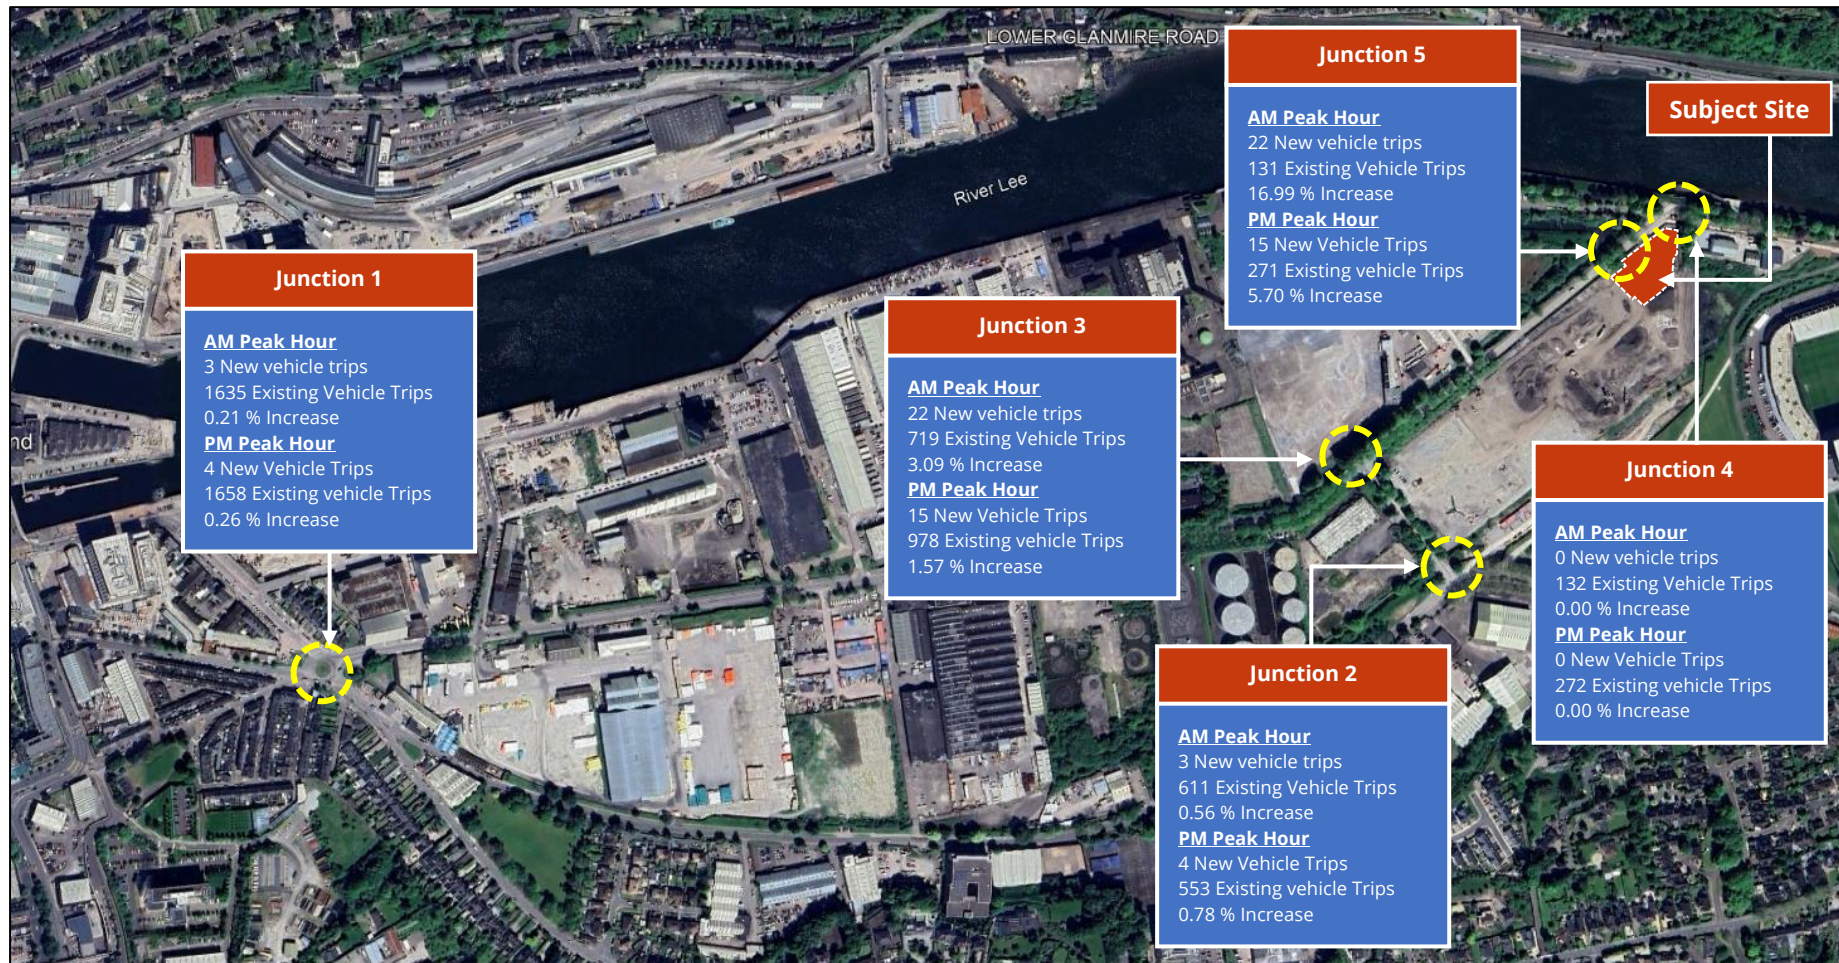 LOWER GLANMIRE ROAD
River Lee
nd
Subject Site
Junction 1
AM Peak Hour
3 New vehicle trips
1635 Existing Vehicle Trips
0.21 % Increase
PM Peak Hour
4 New Vehicle Trips
1658 Existing vehicle Trips
0.26 % Increase
Junction 3
AM Peak Hour
22 New vehicle trips
719 Existing Vehicle Trips
3.09 % Increase
PM Peak Hour
15 New Vehicle Trips
978 Existing vehicle Trips
1.57 % Increase
Junction 5
AM Peak Hour
22 New vehicle trips
131 Existing Vehicle Trips
16.99 % Increase
PM Peak Hour
15 New Vehicle Trips
271 Existing vehicle Trips
5.70 % Increase
Junction 4
AM Peak Hour
0 New vehicle trips
132 Existing Vehicle Trips
0.00 % Increase
PM Peak Hour
0 New Vehicle Trips
272 Existing vehicle Trips
0.00 % Increase
Junction 2
AM Peak Hour
3 New vehicle trips
611 Existing Vehicle Trips
0.56 % Increase
PM Peak Hour
4 New Vehicle Trips
553 Existing vehicle Trips
0.78 % Increase